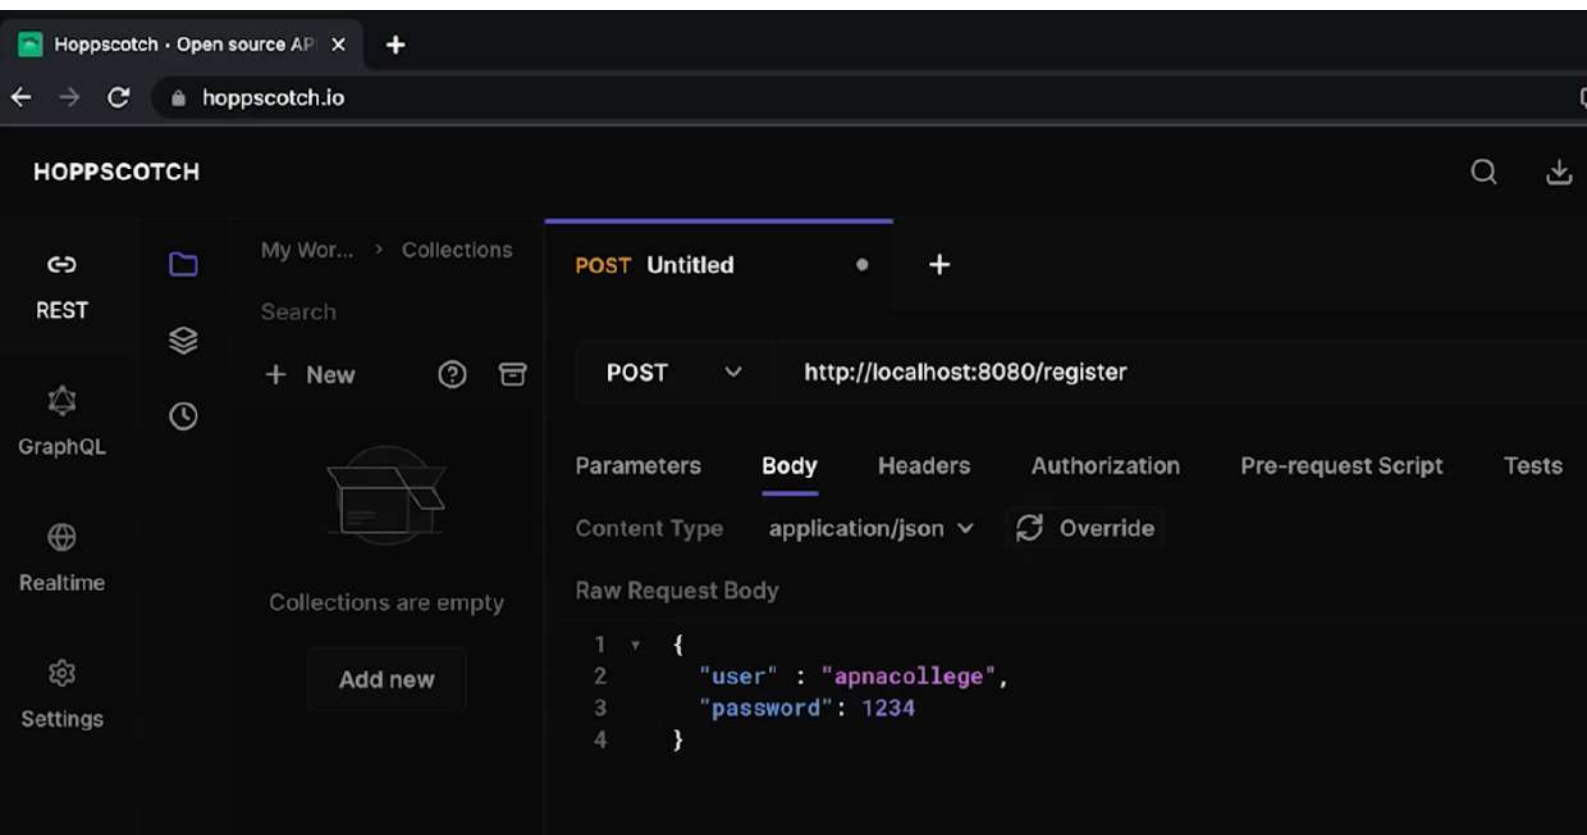 Hoppscotch • Open source AP
hoppscotch.io
HOPPSCOTCH
REST
GraphQL
Realtime
Settings
My Wor... > Collections
Search
+ New
Collections are empty
Add new
POST Untitled
POST http://localhost:8080/register
Parameters Body Headers Authorization Pre-request Script Tests
Content Type application/json Override
Raw Request Body
1 {
2 "user" : "apnacollege",
3 "password": 1234
4 }